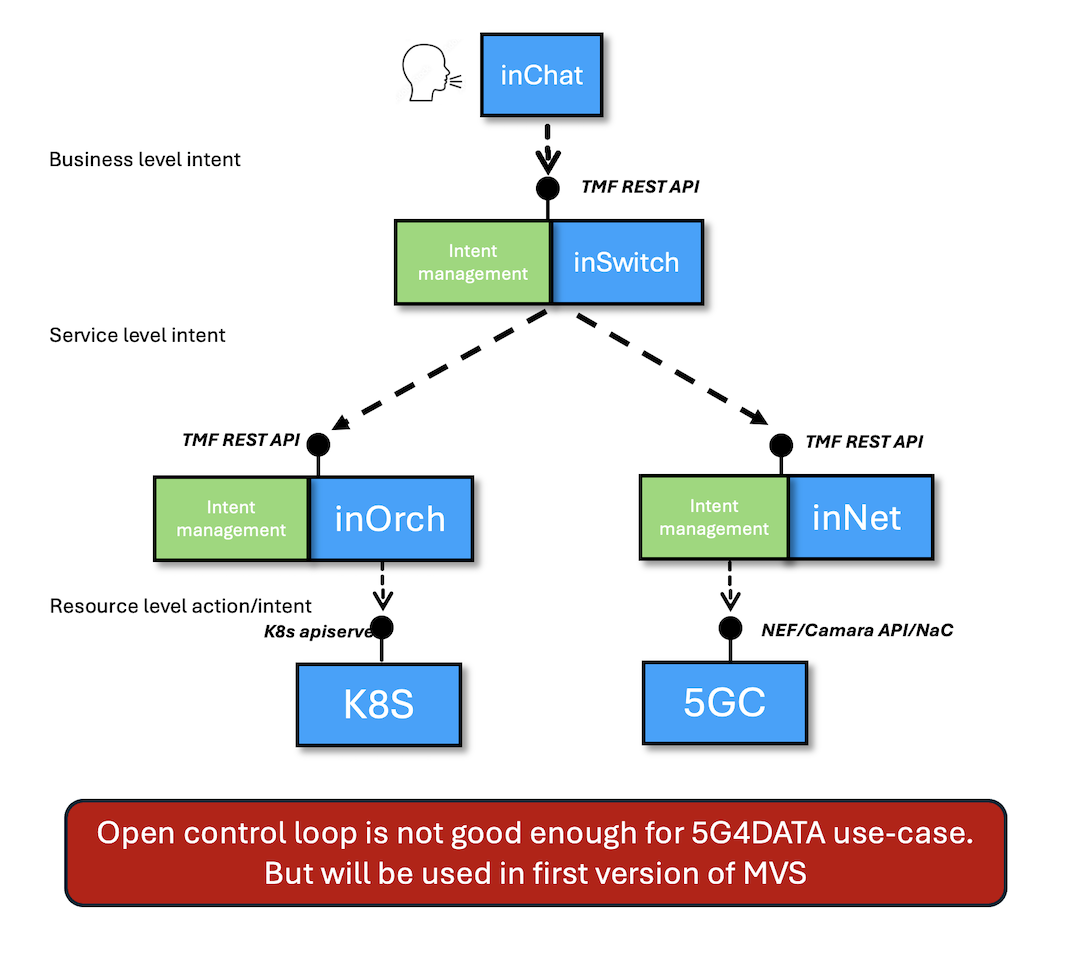 inChat
Business level intent
TMF REST API
Intent
management
inSwitch
Service level intent
TMF REST API
TMF REST API
Intent
management
inOrch
Intent
management
inNet
Resource level action/intent
K8s apiserve
NEF/Camara API/NaC
K8S
5GC
Open control loop is not good enough for 5G4DATA use-case.
But will be used in first version of MVS